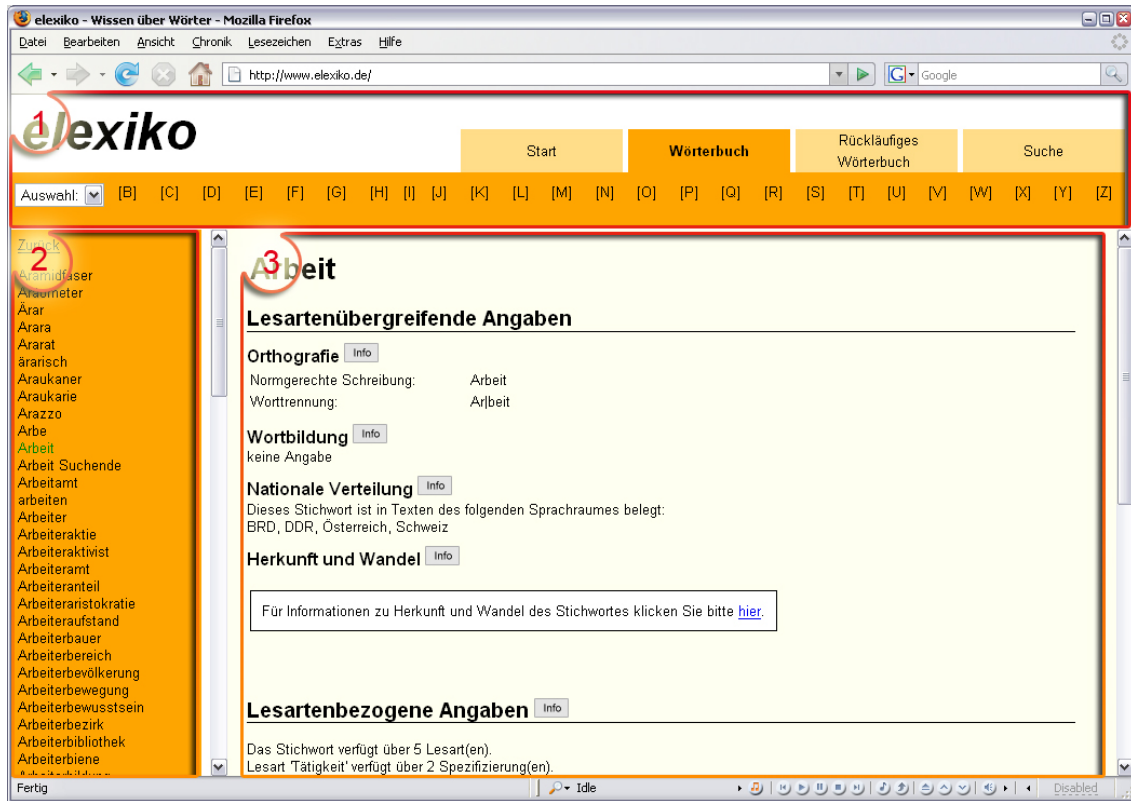 elexiko - Wissen über Wörter - Mozilla Firefox
Datei Bearbeiten Ansicht Chronik Lesezeichen Extras Hilfe
http://www.elexiko.de/ Google
1
elexiko
Start Wörterbuch Rückläufiges Wörterbuch Suche
Auswahl: [B] [C] [D] [E] [F] [G] [H] [I] [J] [K] [L] [M] [N] [O] [P] [Q] [R] [S] [T] [U] [V] [W] [X] [Y] [Z]
2
Zurück
Aramidfaser
Aräometer
Ärar
Arara
Ararat
ärarisch
Araukaner
Araukarie
Arazzo
Arbe
Arbeit
Arbeit Suchende
Arbeitamt
arbeiten
Arbeiter
Arbeiteraktie
Arbeiteraktivist
Arbeiteramt
Arbeiteranteil
Arbeiteraristokratie
Arbeiteraufstand
Arbeiterbauer
Arbeiterbereich
Arbeiterbevölkerung
Arbeiterbewegung
Arbeiterbewusstsein
Arbeiterbezirk
Arbeiterbibliothek
Arbeiterbiene
3
Arbeit
Lesartenübergreifende Angaben
Orthografie Info
Normgerechte Schreibung: Arbeit
Worttrennung: Ar|beit
Wortbildung Info
keine Angabe
Nationale Verteilung Info
Dieses Stichwort ist in Texten des folgenden Sprachraumes belegt:
BRD, DDR, Österreich, Schweiz
Herkunft und Wandel Info
Für Informationen zu Herkunft und Wandel des Stichwortes klicken Sie bitte hier.
Lesartenbezogene Angaben Info
Das Stichwort verfügt über 5 Lesart(en).
Lesart 'Tätigkeit' verfügt über 2 Spezifizierung(en).
Fertig Idle Disabled